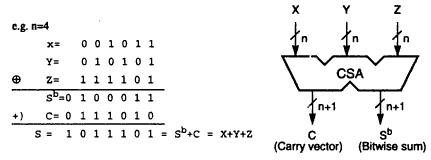 e.g. n=4
x= 0 0 1 0 1 1
Y= 0 1 0 1 0 1
⊕ Z= 1 1 1 1 0 1
S^b=0 1 0 0 0 1 1
+) C= 0 1 1 1 0 1 0
S = 1 0 1 1 1 0 1 = S^b+C = X+Y+Z
X Y Z
n n n
CSA
n+1 n+1
C S^b
(Carry vector) (Bitwise sum)